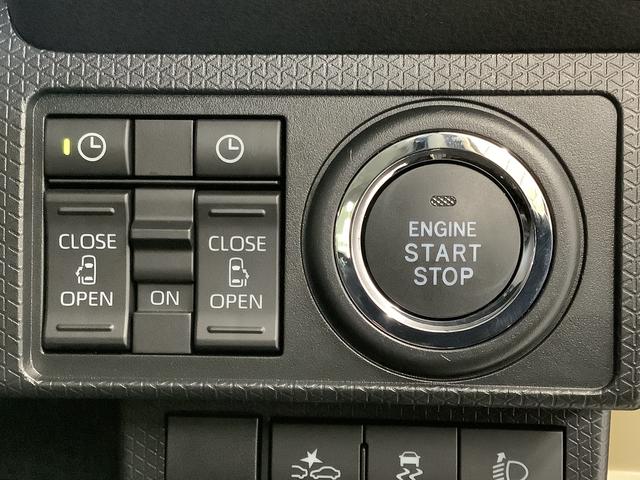 CLOSE
OPEN
ON
CLOSE
OPEN
ENGINE
START
STOP